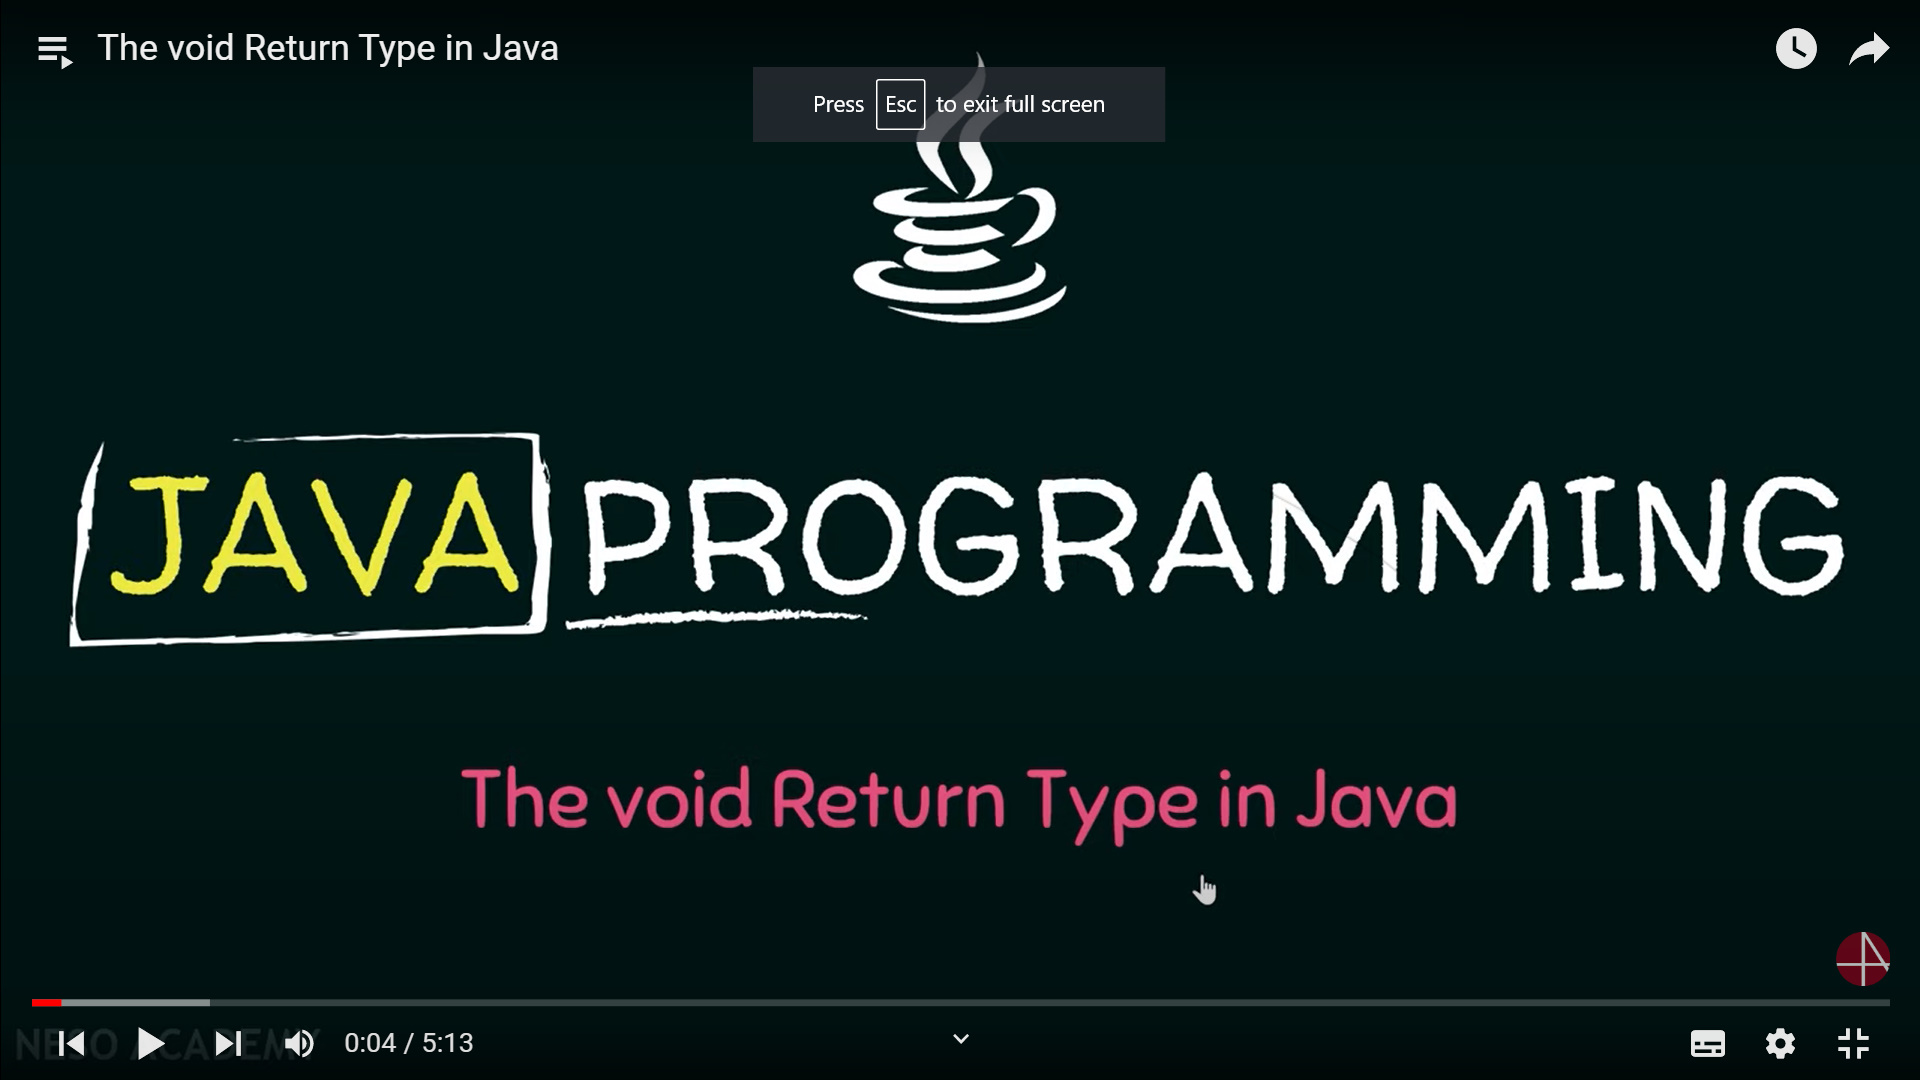 The void Return Type in Java
Press Esc to exit full screen
JAVA PROGRAMMING
The void Return Type in Java
NESO ACADEMY
0:04 / 5:13